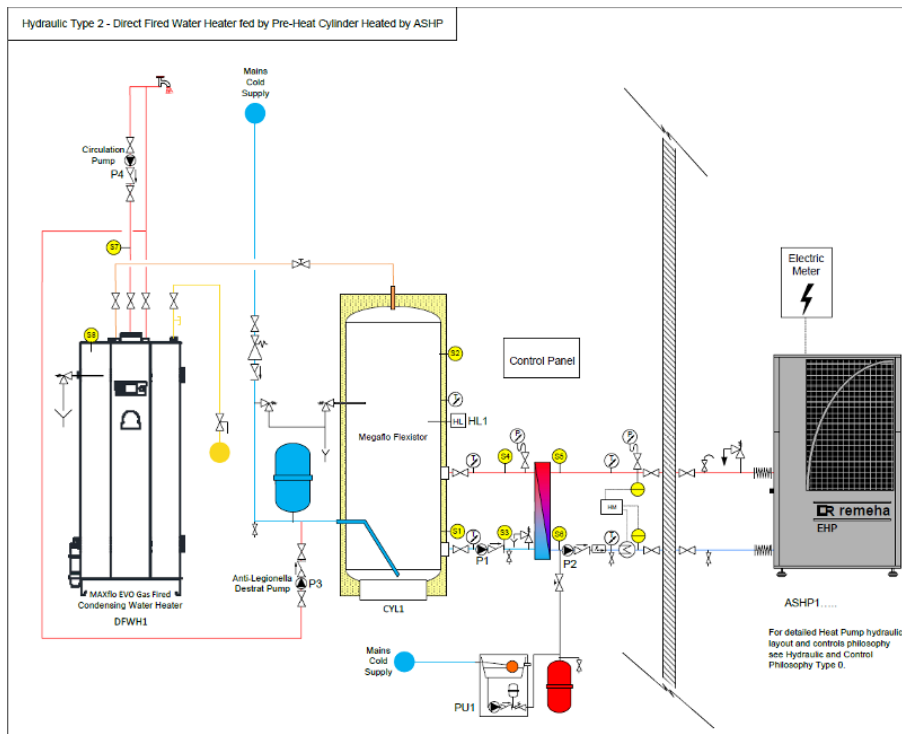 Hydraulic Type 2 - Direct Fired Water Heater fed by Pre-Heat Cylinder Heated by ASHP
Mains
Cold
Supply
Circulation
Pump
P4
S7
Electric
Meter
S8
S2
Control Panel
T
HL
HL1
Megaflo Flexistor
P
P
T
S4
S5
T
HM
remeha
EHP
S1
T
S3
S6
T
P1
P2
Anti-Legionella
Destrat Pump
P3
MAXflo EVO Gas Fired
Condensing Water Heater
DFWH1
CYL1
ASHP1.....
For detailed Heat Pump hydraulic
layout and controls philosophy
see Hydraulic and Control
Philosophy Type 0.
Mains
Cold
Supply
PU1